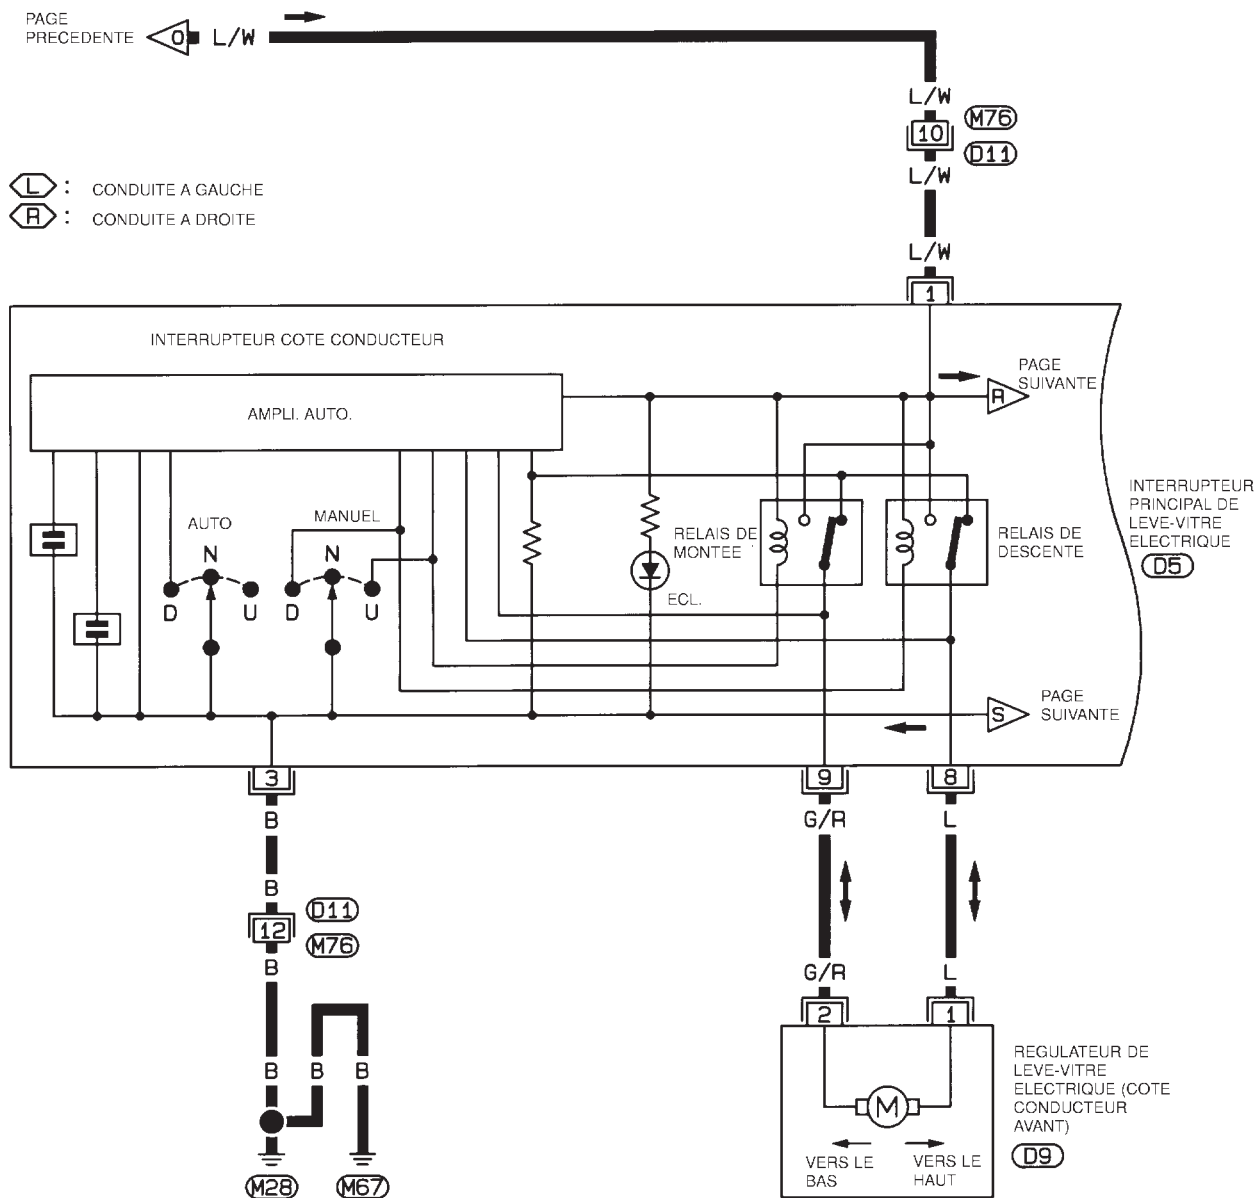 PAGE
PRECEDENTE
O
L/W
L/W
10
M76
D11
L/W
L : CONDUITE A GAUCHE
R : CONDUITE A DROITE
L/W
1
INTERRUPTEUR COTE CONDUCTEUR
AMPLI. AUTO.
PAGE
SUIVANTE
R
AUTO
N
D
U
MANUEL
N
D
U
RELAIS DE
MONTEE
ECL.
RELAIS DE
DESCENTE
INTERRUPTEUR
PRINCIPAL DE
LEVE-VITRE
ELECTRIQUE
D5
S
PAGE
SUIVANTE
3
9
8
B
G/R
L
B
D11
12
M76
B
G/R
L
2
1
B
B
B
M
VERS LE
BAS
VERS LE
HAUT
REGULATEUR DE
LEVE-VITRE
ELECTRIQUE (COTE
CONDUCTEUR
AVANT)
D9
M28
M67